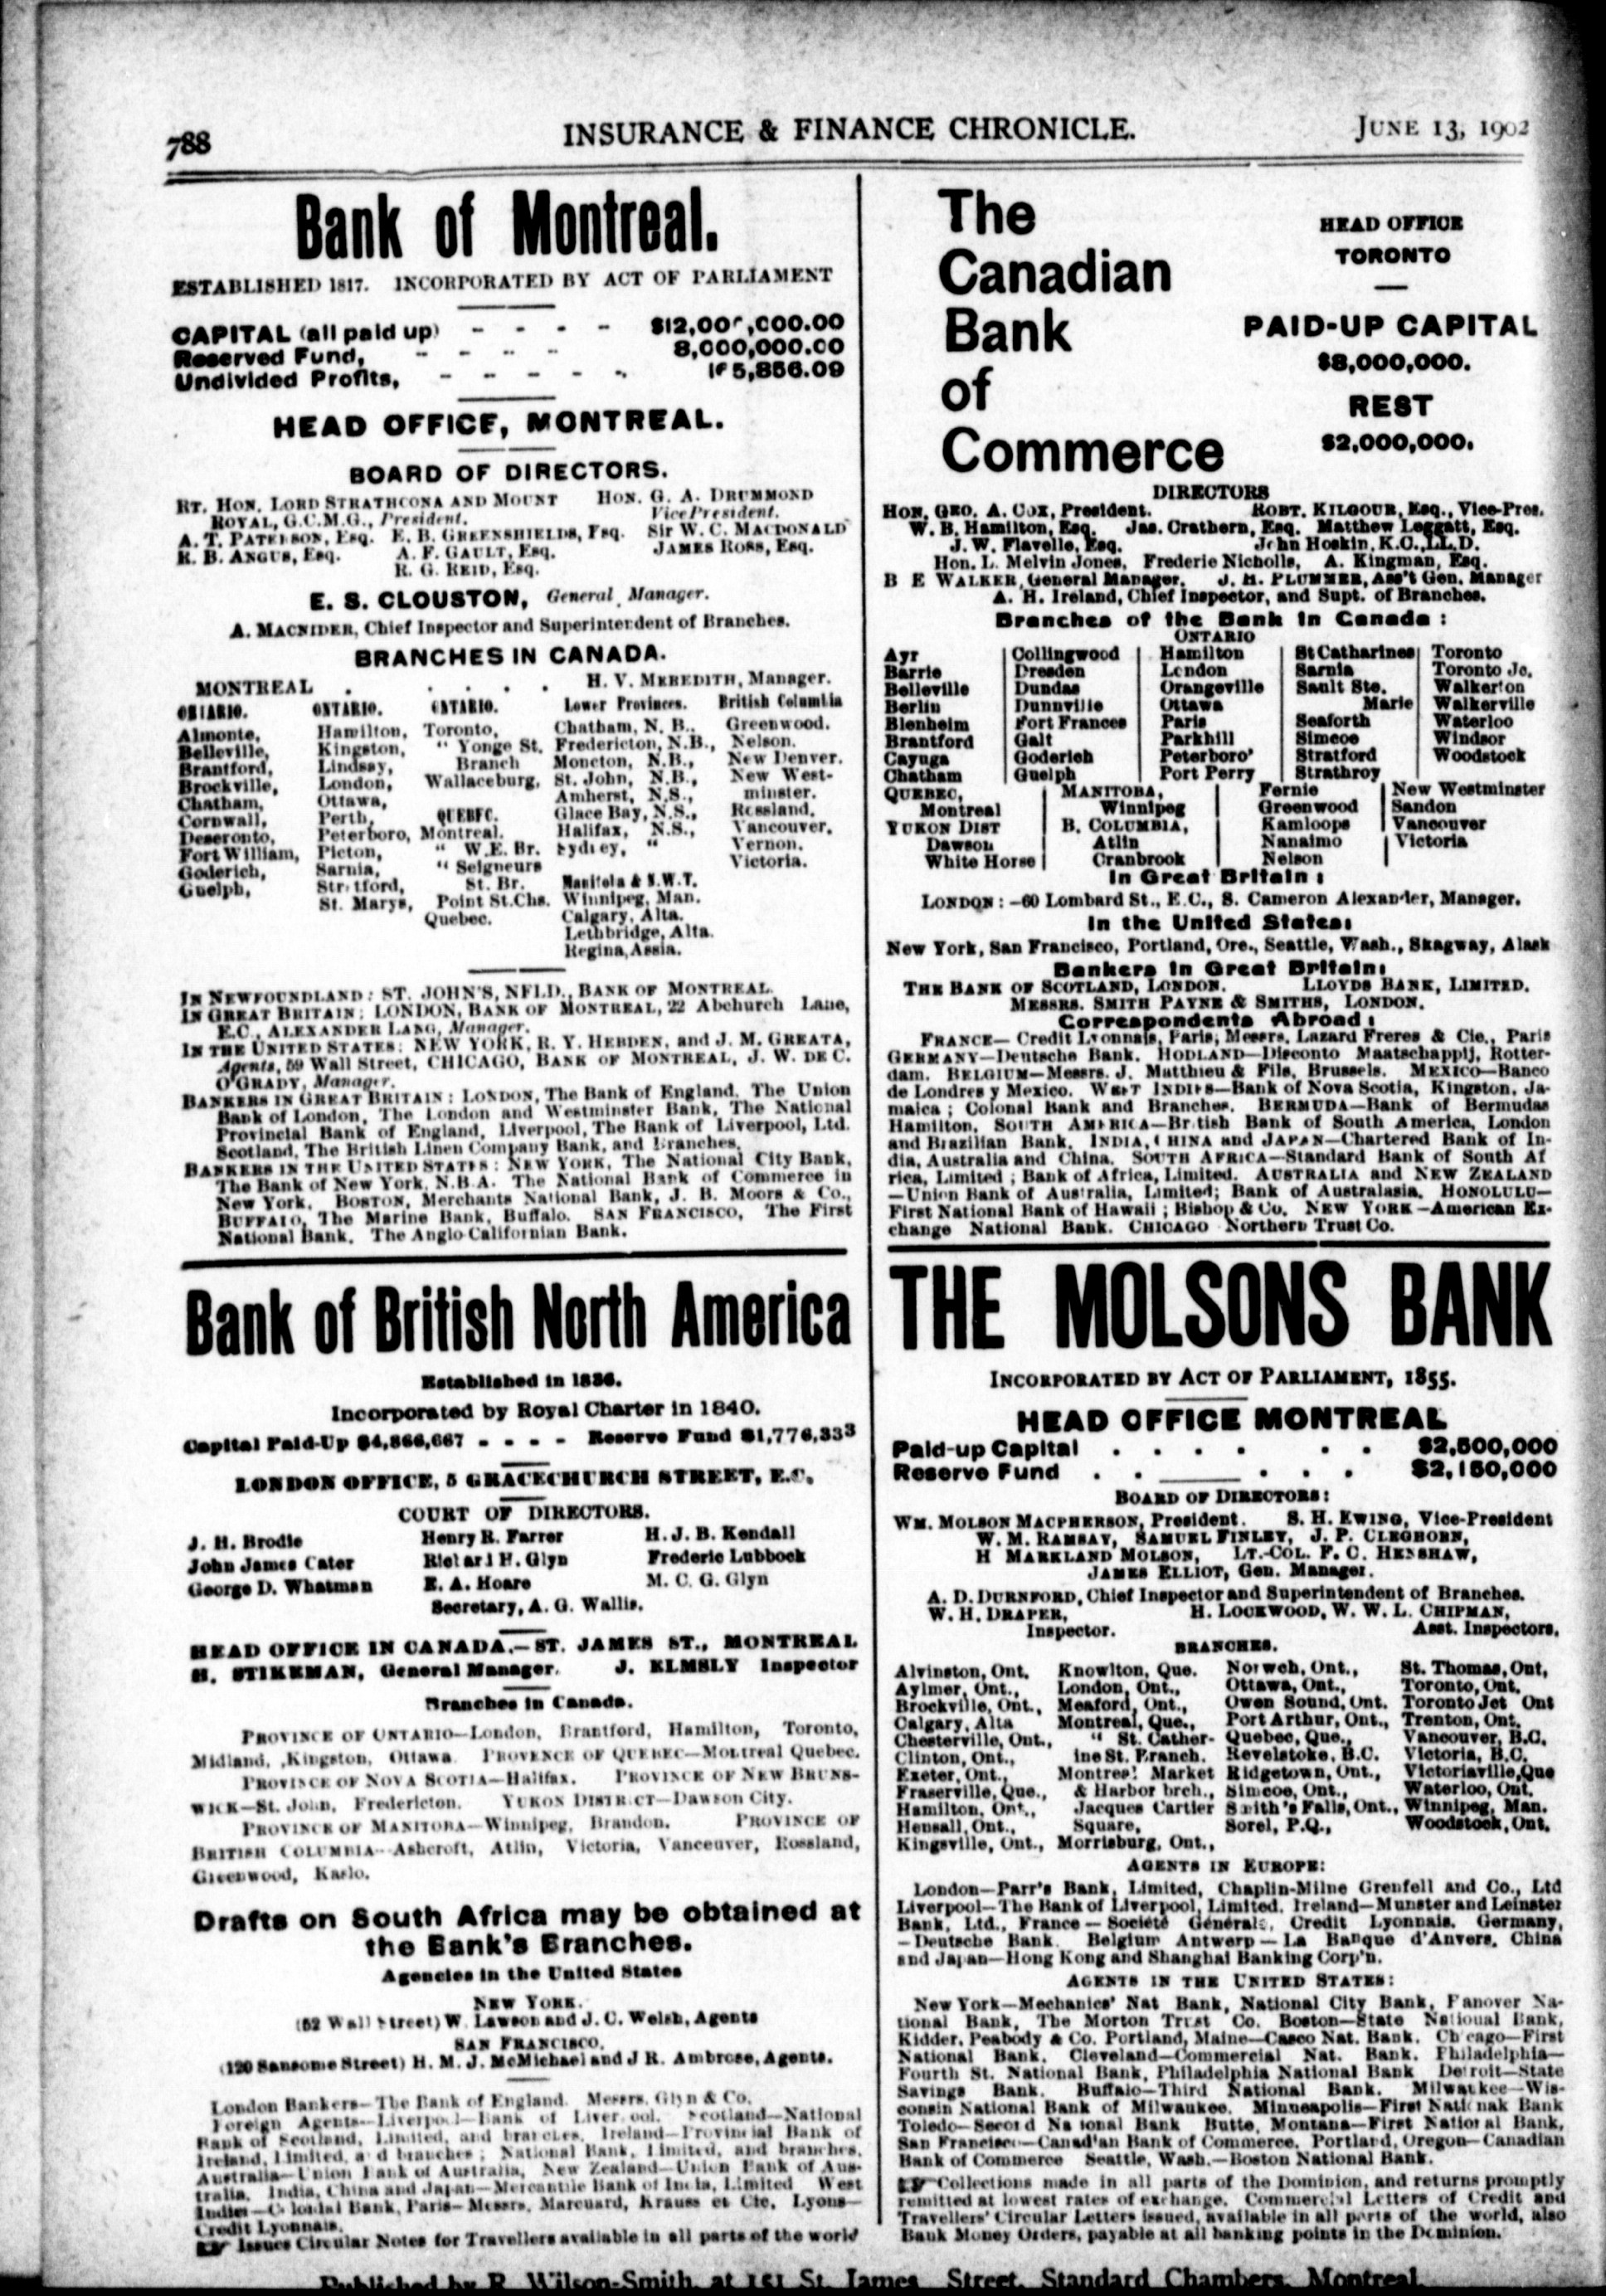 788
INSURANCE & FINANCE CHRONICLE.
JUNE 13, 1902
Bank of Montreal.
ESTABLISHED 1817. INCORPORATED BY ACT OF PARLIAMENT
CAPITAL (all paid up) - - - - $12,00 ,000.00
Reserved Fund, - - - - 8,000,000.00
Undivided Profits, - - - - - 5,856.09
HEAD OFFICE, MONTREAL.
BOARD OF DIRECTORS.
RT. HON. LORD STRATHCONA AND MOUNT HON. G. A. DRUMMOND
ROYAL, G.C.M.G., President. Vice President.
A. T. PATERSON, Esq. E. B. GREENSHIELDS, Esq. Sir W. C. MACDONALD
R. B. ANGUS, Esq. A. F. GAULT, Esq. JAMES ROSS, Esq.
R. G. REID, Esq.
E. S. CLOUSTON, General Manager.
A. MACNIDER, Chief Inspector and Superintendent of Branches.
BRANCHES IN CANADA.
MONTREAL . . . . . H. V. MEREDITH, Manager.
ONTARIO. ONTARIO. ONTARIO. Lower Provinces. British Columbia
Almonte, Hamilton, Toronto, Chatham, N. B., Greenwood.
Belleville, Kingston, " Yonge St. Fredericton, N.B., Nelson.
Brantford, Lindsay, Branch Moncton, N.B., New Denver.
Brockville, London, Wallaceburg, St. John, N.B., New West-
Chatham, Ottawa, Amherst, N.S., minster.
Cornwall, Perth, QUEBEC. Glace Bay, N.S., Rossland.
Deseronto, Peterboro, Montreal. Halifax, N.S., Vancouver.
Fort William, Picton, " W.E. Br. Sydney, " Vernon.
Goderich, Sarnia, " Seigneurs Victoria.
Guelph, Stratford, St. Br. Manitoba & N.W.T.
St. Marys, Point St.Chs. Winnipeg, Man.
Quebec. Calgary, Alta.
Lethbridge, Alta.
Regina, Assia.
IN NEWFOUNDLAND: ST. JOHN'S, NFLD., BANK OF MONTREAL.
IN GREAT BRITAIN: LONDON, BANK OF MONTREAL, 22 Abchurch Lane,
E.C., ALEXANDER LANG, Manager.
IN THE UNITED STATES: NEW YORK, R. Y. HEBDEN, and J. M. GREATA,
Agents, 59 Wall Street, CHICAGO, BANK OF MONTREAL, J. W. DE C.
O'GRADY, Manager.
BANKERS IN GREAT BRITAIN: LONDON, The Bank of England, The Union
Bank of London, The London and Westminster Bank, The National
Provincial Bank of England, Liverpool, The Bank of Liverpool, Ltd.
Scotland, The British Linen Company Bank, and Branches.
BANKERS IN THE UNITED STATES: NEW YORK, The National City Bank,
The Bank of New York, N.B.A. The National Bank of Commerce in
New York. BOSTON, Merchants National Bank, J. B. Moors & Co.,
BUFFALO, The Marine Bank, Buffalo. SAN FRANCISCO, The First
National Bank. The Anglo Californian Bank.
Bank of British North America
Established in 1836.
Incorporated by Royal Charter in 1840.
Capital Paid-Up $4,866,667 - - - - Reserve Fund $1,776,333
LONDON OFFICE, 5 GRACECHURCH STREET, E.C.
COURT OF DIRECTORS.
J. H. Brodie Henry R. Farrer H. J. B. Kendall
John James Cater Richard H. Glyn Frederic Lubbock
George D. Whatman E. A. Hoare M. C. G. Glyn
Secretary, A. G. Wallis.
HEAD OFFICE IN CANADA.—ST. JAMES ST., MONTREAL
H. STIKEMAN, General Manager. J. ELMSLY Inspector
Branches in Canada.
PROVINCE OF ONTARIO—London, Brantford, Hamilton, Toronto,
Midland, Kingston, Ottawa PROVENCE OF QUEBEC—Montreal Quebec.
PROVINCE OF NOVA SCOTIA—Halifax. PROVINCE OF NEW BRUNS-
WICK—St. John, Fredericton. YUKON DISTRICT—Dawson City.
PROVINCE OF MANITOBA—Winnipeg, Brandon. PROVINCE OF
BRITISH COLUMBIA—Ashcroft, Atlin, Victoria, Vancouver, Rossland,
Greenwood, Kaslo.
Drafts on South Africa may be obtained at
the Bank's Branches.
Agencies in the United States
NEW YORK.
(52 Wall Street) W. Lawson and J. C. Welsh, Agents
SAN FRANCISCO.
(120 Sansome Street) H. M. J. McMichael and J R. Ambrose, Agents.
London Bankers—The Bank of England. Messrs. Glyn & Co.
Foreign Agents—Liverpool—Bank of Liverpool. Scotland—National
Bank of Scotland, Limited, and branches. Ireland—Provincial Bank of
Ireland, Limited, and branches; National Bank, Limited, and branches.
Australia—Union Bank of Australia, New Zealand—Union Bank of Aus-
tralia. India, China and Japan—Mercantile Bank of India, Limited West
Indies—Colonial Bank, Paris—Messrs. Marcuard, Krauss et Cie. Lyons—
Credit Lyonnais.
Issues Circular Notes for Travellers available in all parts of the world
The
Canadian
Bank
of
Commerce
HEAD OFFICE
TORONTO
PAID-UP CAPITAL
$8,000,000.
REST
$2,000,000.
DIRECTORS
HON. GEO. A. COX, President. ROBT. KILGOUR, Esq., Vice-Pres.
W. B. Hamilton, Esq. Jas. Crathern, Esq. Matthew Leggatt, Esq.
J. W. Flavelle, Esq. John Hoskin, K.C., LL.D.
Hon. L. Melvin Jones, Frederic Nicholls, A. Kingman, Esq.
B E WALKER, General Manager. J. H. PLUMMER, Ass't Gen. Manager
A. H. Ireland, Chief Inspector, and Supt. of Branches.
Branches of the Bank in Canada:
ONTARIO
Ayr Collingwood Hamilton St Catharines Toronto
Barrie Dresden London Sarnia Toronto Jc.
Belleville Dundas Orangeville Sault Ste. Walkerton
Berlin Dunnville Ottawa Marie Walkerville
Blenheim Fort Frances Paris Seaforth Waterloo
Brantford Galt Parkhill Simcoe Windsor
Cayuga Goderich Peterboro' Stratford Woodstock
Chatham Guelph Port Perry Strathroy
QUEBEC, MANITOBA, Fernie New Westminster
Montreal Winnipeg Greenwood Sandon
YUKON DIST B. COLUMBIA, Kamloops Vancouver
Dawson Atlin Nanaimo Victoria
White Horse Cranbrook Nelson
In Great Britain:
LONDON:—60 Lombard St., E.C., S. Cameron Alexander, Manager.
In the United States:
New York, San Francisco, Portland, Ore., Seattle, Wash., Skagway, Alask
Bankers in Great Britain:
THE BANK OF SCOTLAND, LONDON. LLOYDS BANK, LIMITED.
MESSRS. SMITH PAYNE & SMITHS, LONDON.
Correspondents Abroad:
FRANCE—Credit Lyonnais, Paris; Messrs. Lazard Freres & Cie., Paris
GERMANY—Deutsche Bank. HOLLAND—Disconto Maatschappij, Rotter-
dam. BELGIUM—Messrs. J. Matthieu & Fils, Brussels. MEXICO—Banco
de Londres y Mexico. WEST INDIES—Bank of Nova Scotia, Kingston, Ja-
maica; Colonal Bank and Branches. BERMUDA—Bank of Bermudas
Hamilton. SOUTH AMERICA—British Bank of South America, London
and Brazilian Bank. INDIA, CHINA and JAPAN—Chartered Bank of In-
dia, Australia and China. SOUTH AFRICA—Standard Bank of South Af
rica, Limited; Bank of Africa, Limited. AUSTRALIA and NEW ZEALAND
—Union Bank of Australia, Limited; Bank of Australasia. HONOLULU—
First National Bank of Hawaii; Bishop & Co. NEW YORK—American Ex-
change National Bank. CHICAGO Northern Trust Co.
THE MOLSONS BANK
INCORPORATED BY ACT OF PARLIAMENT, 1855.
HEAD OFFICE MONTREAL
Paid-up Capital . . . . . . $2,500,000
Reserve Fund . . . . . $2,150,000
BOARD OF DIRECTORS:
WM. MOLSON MACPHERSON, President. S. H. EWING, Vice-President
W. M. RAMSAY, SAMUEL FINLEY, J. P. CLEGHORN,
H MARKLAND MOLSON, LT.-COL. F. C. HENSHAW,
JAMES ELLIOT, Gen. Manager.
A. D. DURNFORD, Chief Inspector and Superintendent of Branches.
W. H. DRAPER, H. LOCKWOOD, W. W. L. CHIPMAN,
Inspector. Asst. Inspectors.
BRANCHES.
Alvinston, Ont. Knowlton, Que. Norwch, Ont., St. Thomas, Ont,
Aylmer, Ont., London, Ont., Ottawa, Ont., Toronto, Ont.
Brockville, Ont., Meaford, Ont., Owen Sound, Ont. Toronto Jct Ont
Calgary, Alta Montreal, Que., Port Arthur, Ont., Trenton, Ont.
Chesterville, Ont., " St. Cather- Quebec, Que., Vancouver, B.C.
Clinton, Ont., ine St. Branch. Revelstoke, B.C. Victoria, B.C.
Exeter, Ont., Montreal Market Ridgetown, Ont., Victoriaville, Que
Fraserville, Que., & Harbor brch., Simcoe, Ont., Waterloo, Ont.
Hamilton, Ont., Jacques Cartier Smith's Falls, Ont., Winnipeg, Man.
Hensall, Ont., Square, Sorel, P.Q., Woodstock, Ont.
Kingsville, Ont., Morrisburg, Ont.,
AGENTS IN EUROPE:
London—Parr's Bank, Limited, Chaplin-Milne Grenfell and Co., Ltd
Liverpool—The Bank of Liverpool, Limited. Ireland—Munster and Leinster
Bank, Ltd., France—Société Générale, Credit Lyonnais. Germany,
—Deutsche Bank. Belgium Antwerp—La Banque d'Anvers. China
and Japan—Hong Kong and Shanghai Banking Corp'n.
AGENTS IN THE UNITED STATES:
New York—Mechanics' Nat Bank, National City Bank, Hanover Na-
tional Bank, The Morton Trust Co. Boston—State National Bank,
Kidder, Peabody & Co. Portland, Maine—Casco Nat. Bank. Chicago—First
National Bank. Cleveland—Commercial Nat. Bank. Philadelphia—
Fourth St. National Bank, Philadelphia National Bank Detroit—State
Savings Bank. Buffalo—Third National Bank. Milwaukee—Wis-
consin National Bank of Milwaukee. Minneapolis—First National Bank
Toledo—Second National Bank Butte, Montana—First National Bank,
San Francisco—Canadian Bank of Commerce. Portland, Oregon—Canadian
Bank of Commerce Seattle, Wash.—Boston National Bank.
Collections made in all parts of the Dominion, and returns promptly
remitted at lowest rates of exchange. Commercial Letters of Credit and
Travellers' Circular Letters issued, available in all parts of the world, also
Bank Money Orders, payable at all banking points in the Dominion.
Published by R. Wilson-Smith, at 151 St. James Street, Standard Chambers, Montreal.